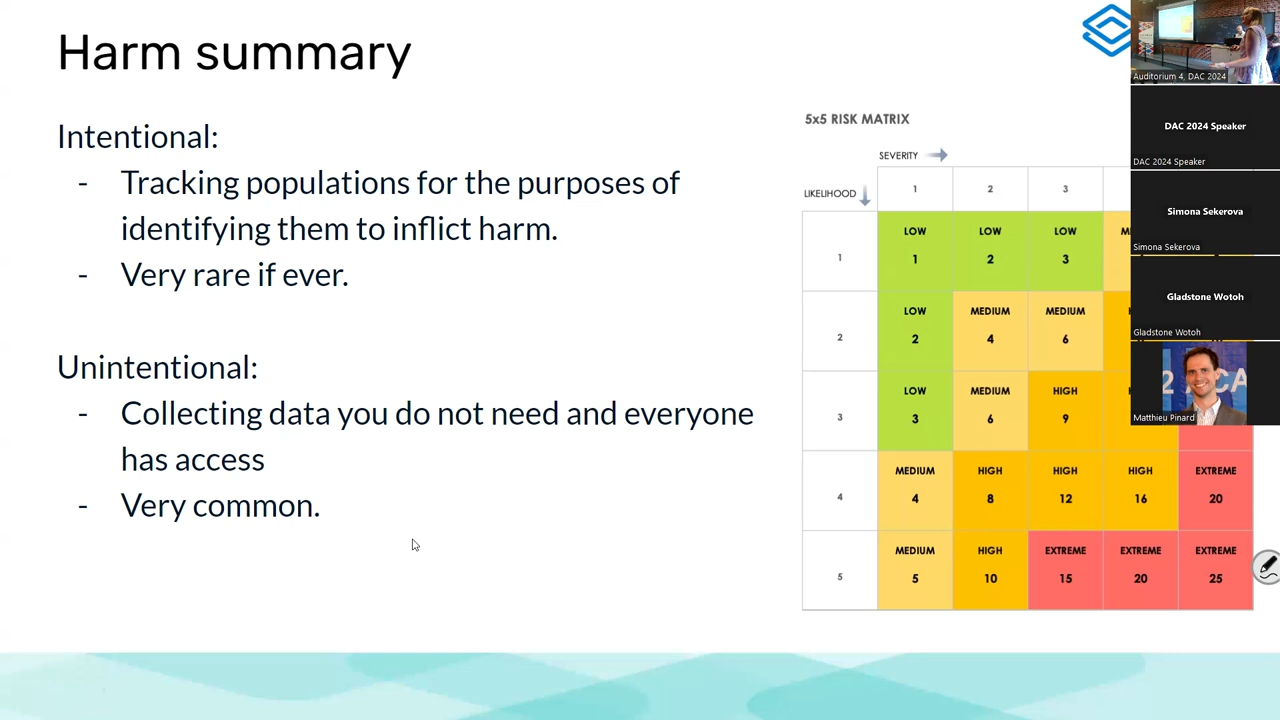 Harm summary
Intentional:
- Tracking populations for the purposes of
identifying them to inflict harm.
- Very rare if ever.
Unintentional:
- Collecting data you do not need and everyone
has access
- Very common.
5x5 RISK MATRIX
SEVERITY
LIKELIHOOD
1 2 3
LOW LOW LOW
1 1 2 3
LOW MEDIUM MEDIUM
2 2 4 6
LOW MEDIUM HIGH
3 3 6 9
MEDIUM HIGH HIGH HIGH EXTREME
4 4 8 12 16 20
MEDIUM HIGH EXTREME EXTREME EXTREME
5 5 10 15 20 25
Auditorium 4, DAC 2024
DAC 2024 Speaker
DAC 2024 Speaker
Simona Sekerova
Simona Sekerova
Gladstone Wotoh
Gladstone Wotoh
Matthieu Pinard